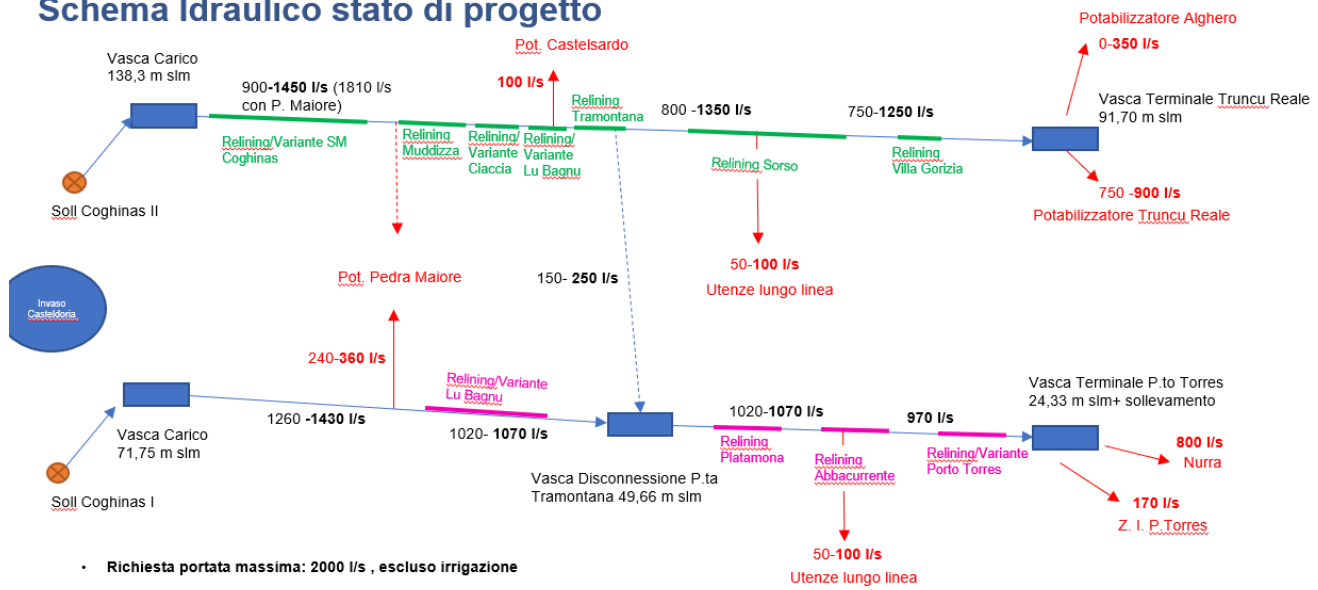 Schema Idraulico stato di progetto
Potabilizzatore Alghero
0-350 l/s
Pot. Castelsardo
100 l/s
Vasca Carico
138,3 m slm
900-1450 l/s (1810 l/s
con P. Maiore)
Relining
Tramontana
800 -1350 l/s
750-1250 l/s
Vasca Terminale Truncu Reale
91,70 m slm
Relining/Variante SM
Coghinas
Relining
Muddizza
Relining/
Variante
Ciaccia
Relining/
Variante
Lu Bagnu
Relining Sorso
Relining
Villa Gorizia
Soll Coghinas II
750 -900 l/s
Potabilizzatore Truncu Reale
50-100 l/s
Utenze lungo linea
Pot. Pedra Maiore
150- 250 l/s
Invaso
Casteldoria
240-360 l/s
Relining/Variante
Lu Bagnu
Vasca Terminale P.to Torres
24,33 m slm+ sollevamento
1260 -1430 l/s
1020- 1070 l/s
1020-1070 l/s
970 l/s
Vasca Carico
71,75 m slm
Relining
Platamona
Relining
Abbacurrente
Relining/Variante
Porto Torres
800 l/s
Nurra
Vasca Disconnessione P.ta
Tramontana 49,66 m slm
Soll Coghinas I
170 l/s
Z. I. P.Torres
50-100 l/s
Utenze lungo linea
• Richiesta portata massima: 2000 l/s , escluso irrigazione